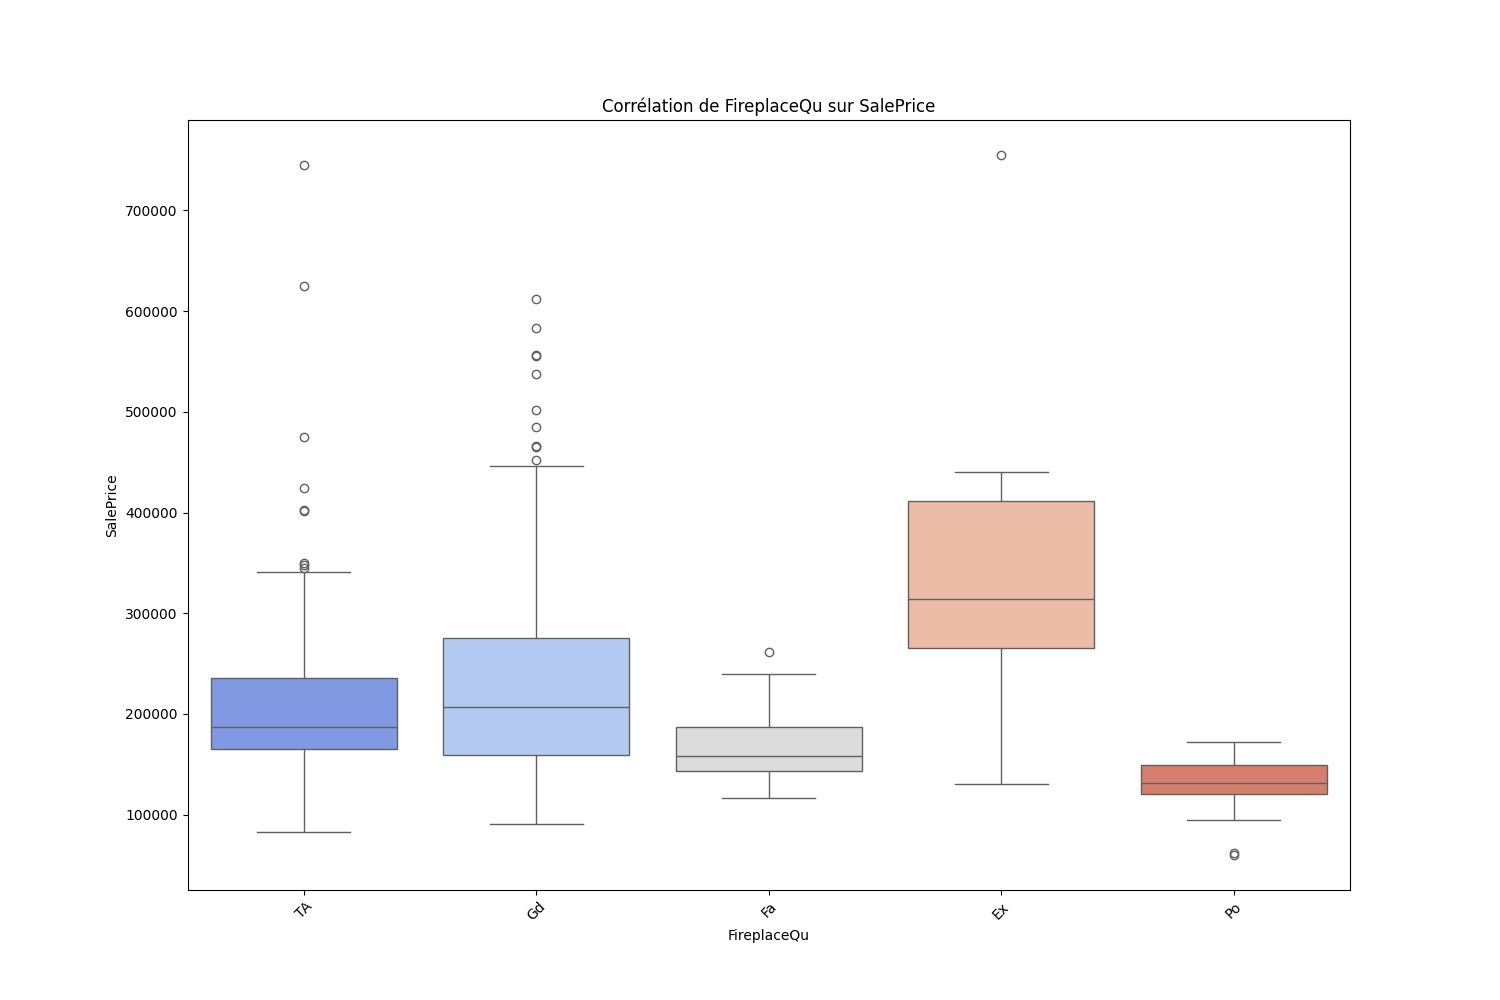 Corrélation de FireplaceQu sur SalePrice
700000
600000
500000
400000
300000
200000
100000
SalePrice
TA
Gd
Fa
Ex
Po
FireplaceQu